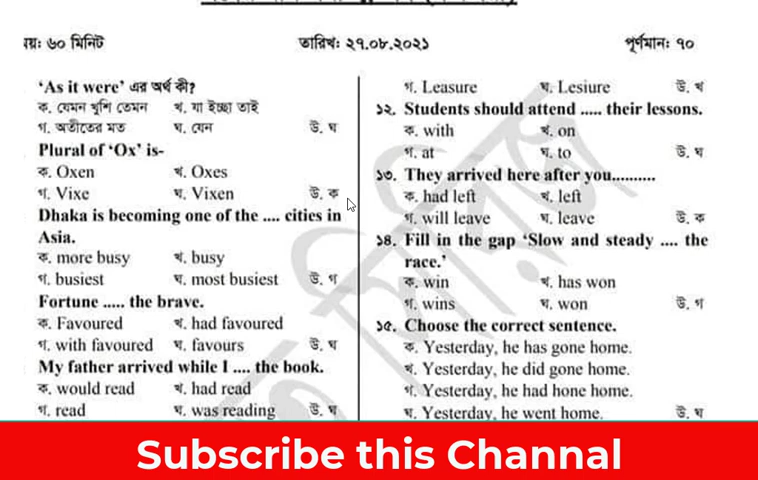 য়: ৬০ মিনিট
তারিখ: ২৭.০৮.২০২১
পূর্ণমান: ৭০
‘As it were’ এর অর্থ কী?
ক. যেমন খুশি তেমন খ. যা ইচ্ছা তাই
গ. অতীতের মত ঘ. যেন উ. ঘ
Plural of ‘Ox’ is-
ক. Oxen খ. Oxes
গ. Vixe ঘ. Vixen উ. ক
Dhaka is becoming one of the .... cities in
Asia.
ক. more busy খ. busy
গ. busiest ঘ. most busiest উ. গ
Fortune ..... the brave.
ক. Favoured খ. had favoured
গ. with favoured ঘ. favours উ. ঘ
My father arrived while I .... the book.
ক. would read খ. had read
গ. read ঘ. was reading উ. ঘ
গ. Leasure ঘ. Lesiure উ. খ
১২. Students should attend ..... their lessons.
ক. with খ. on
গ. at ঘ. to উ. ঘ
১৩. They arrived here after you..........
ক. had left খ. left
গ. will leave ঘ. leave উ. ক
১৪. Fill in the gap ‘Slow and steady .... the
race.’
ক. win খ. has won
গ. wins ঘ. won উ. গ
১৫. Choose the correct sentence.
ক. Yesterday, he has gone home.
খ. Yesterday, he did gone home.
গ. Yesterday, he had hone home.
ঘ. Yesterday, he went home. উ. ঘ
Subscribe this Channal